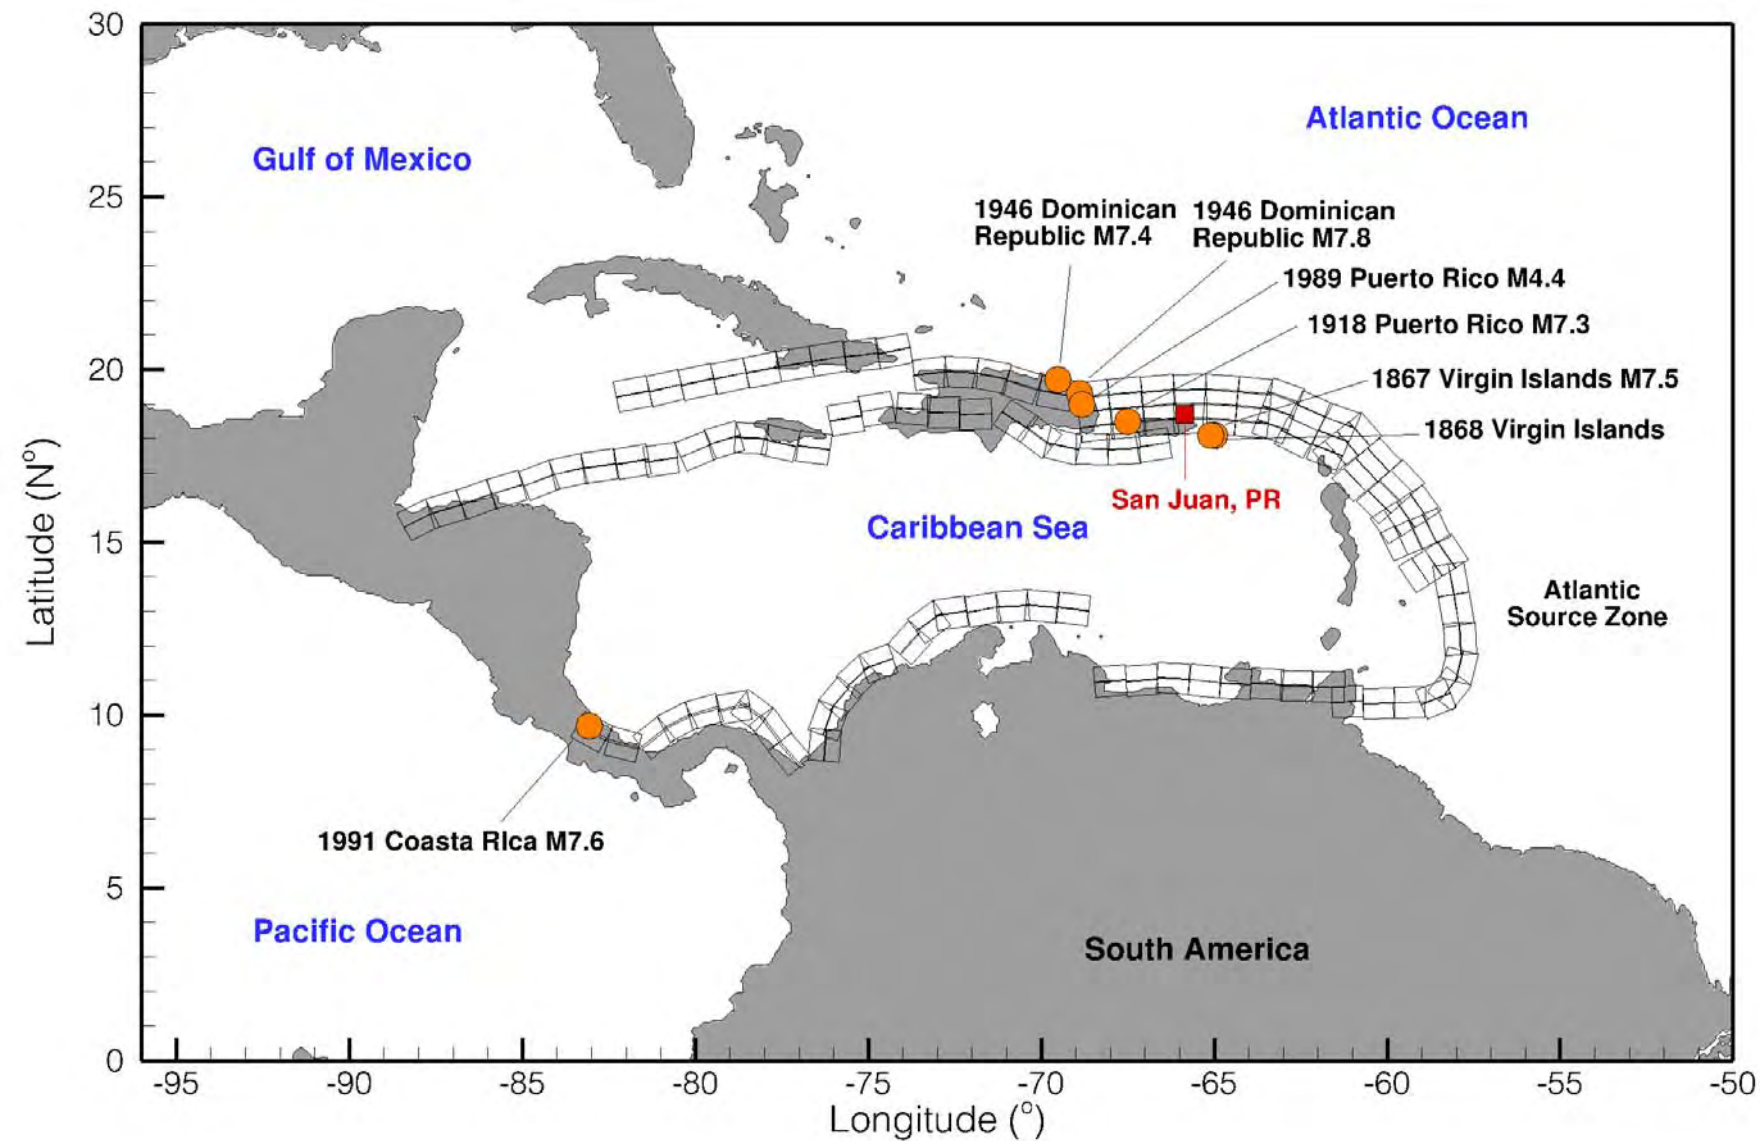 30
25
20
15
10
5
0
Latitude (N°)
Gulf of Mexico
Atlantic Ocean
1946 Dominican
Republic M7.4
1946 Dominican
Republic M7.8
1989 Puerto Rico M4.4
1918 Puerto Rico M7.3
1867 Virgin Islands M7.5
1868 Virgin Islands
San Juan, PR
Caribbean Sea
Atlantic
Source Zone
1991 Coasta RIca M7.6
Pacific Ocean
South America
-95 -90 -85 -80 -75 -70 -65 -60 -55 -50
Longitude (°)